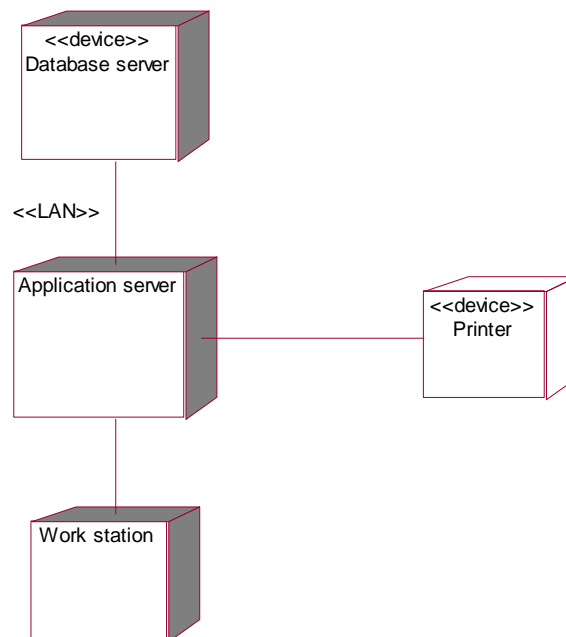 <<device>>
Database server
<<LAN>>
Application server
<<device>>
Printer
Work station